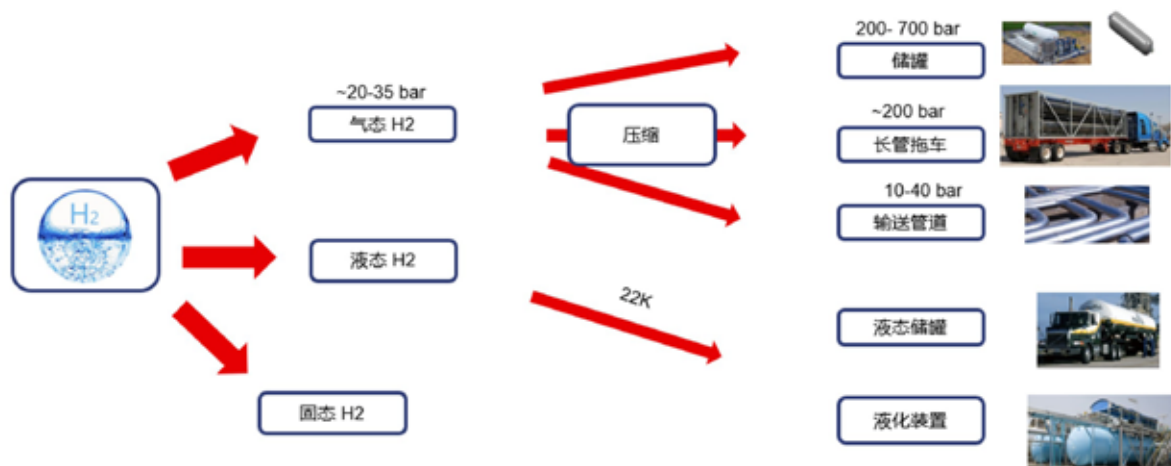 H2
~20-35 bar
气态 H2
液态 H2
固态 H2
压缩
22K
200- 700 bar
储罐
~200 bar
长管拖车
10-40 bar
输送管道
液态储罐
液化装置